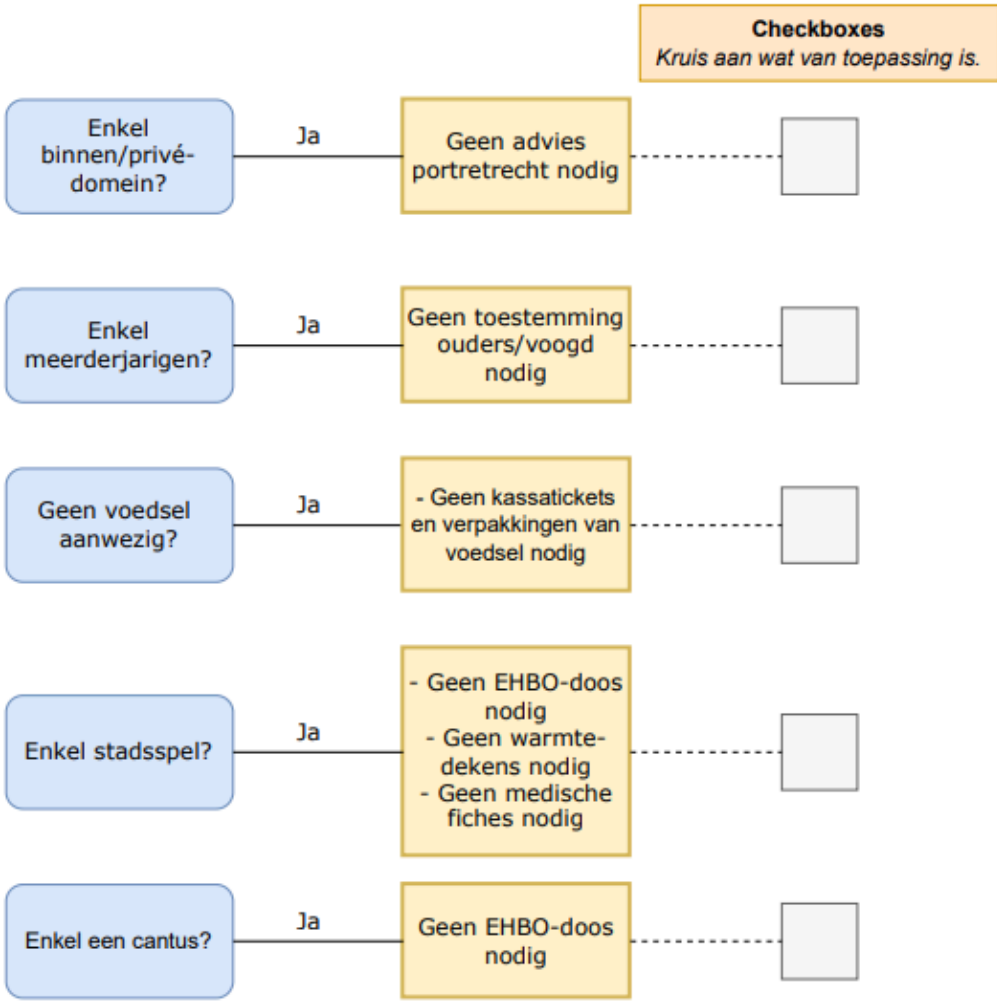 Checkboxes
Kruis aan wat van toepassing is.
Enkel
binnen/privé-
domein?
Ja
Geen advies
portretrecht nodig
Enkel
meerderjarigen?
Ja
Geen toestemming
ouders/voogd
nodig
Geen voedsel
aanwezig?
Ja
- Geen kassatickets
en verpakkingen van
voedsel nodig
Enkel stadsspel?
Ja
- Geen EHBO-doos
nodig
- Geen warmte-
dekens nodig
- Geen medische
fiches nodig
Enkel een cantus?
Ja
Geen EHBO-doos
nodig